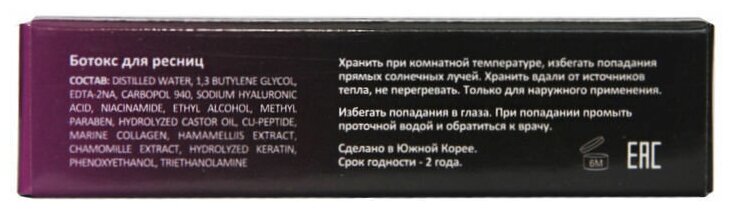 Ботокс для ресниц
СОСТАВ: DISTILLED WATER, 1,3 BUTYLENE GLYCOL,
EDTA-2NA, CARBOPOL 940, SODIUM HYALURONIC
ACID, NIACINAMIDE, ETHYL ALCOHOL, METHYL
PARABEN, HYDROLYZED CASTOR OIL, CU-PEPTIDE,
MARINE COLLAGEN, HAMAMELLIS EXTRACT,
CHAMOMILLE EXTRACT, HYDROLYZED KERATIN,
PHENOXYETHANOL, TRIETHANOLAMINE
Хранить при комнатной температуре, избегать попадания
прямых солнечных лучей. Хранить вдали от источников
тепла, не перегревать. Только для наружного применения.
Избегать попадания в глаза. При попадании промыть
проточной водой и обратиться к врачу.
Сделано в Южной Корее.
Срок годности - 2 года.
6M
EAC